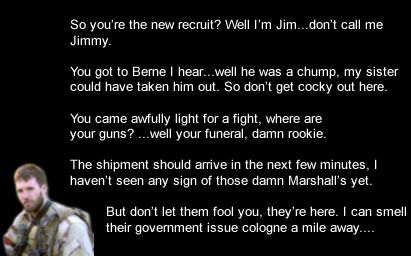 So you're the new recruit? Well I'm Jim...don't call me
Jimmy.
You got to Berne I hear...well he was a chump, my sister
could have taken him out. So don't get cocky out here.
You came awfully light for a fight, where are
your guns? ...well your funeral, damn rookie.
The shipment should arrive in the next few minutes, I
haven't seen any sign of those damn Marshall's yet.
But don't let them fool you, they're here. I can smell
their government issue cologne a mile away....